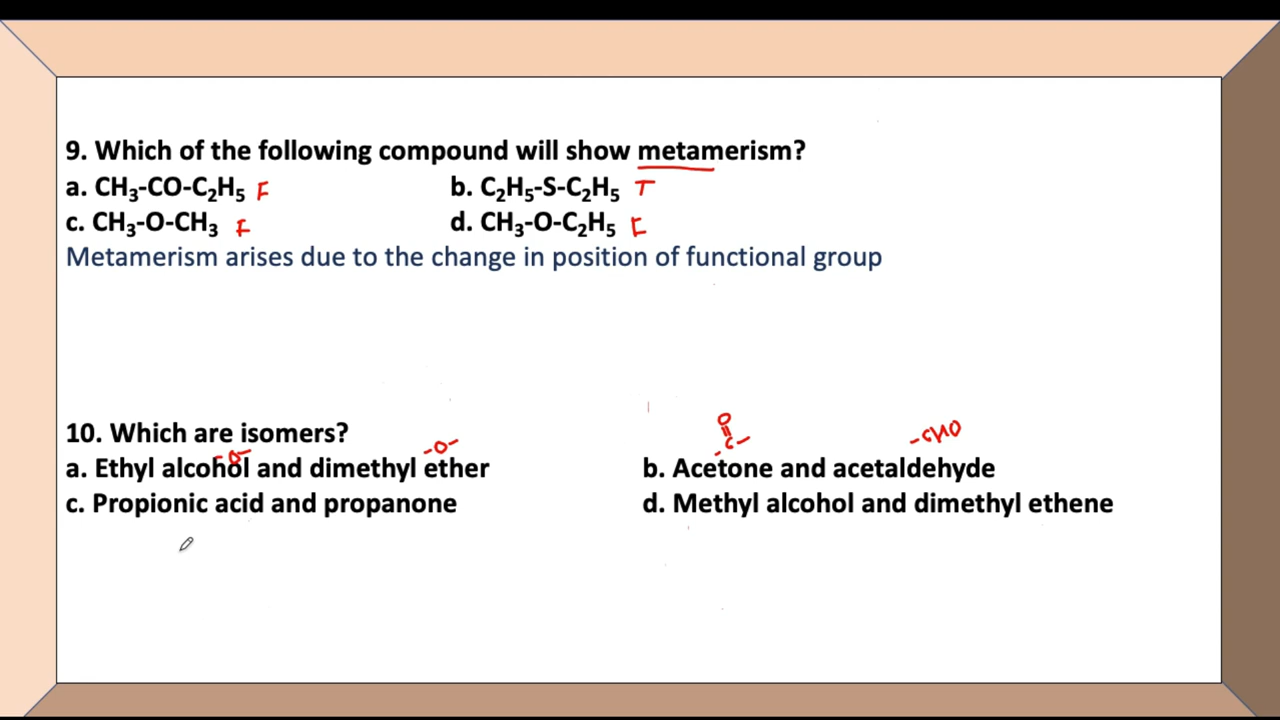 9. Which of the following compound will show metamerism?
a. CH₃-CO-C₂H₅ F b. C₂H₅-S-C₂H₅ T
c. CH₃-O-CH₃ F d. CH₃-O-C₂H₅ F
Metamerism arises due to the change in position of functional group
10. Which are isomers?
O
-C-
-CHO
-O-
-O-
a. Ethyl alcohol and dimethyl ether b. Acetone and acetaldehyde
c. Propionic acid and propanone d. Methyl alcohol and dimethyl ethene